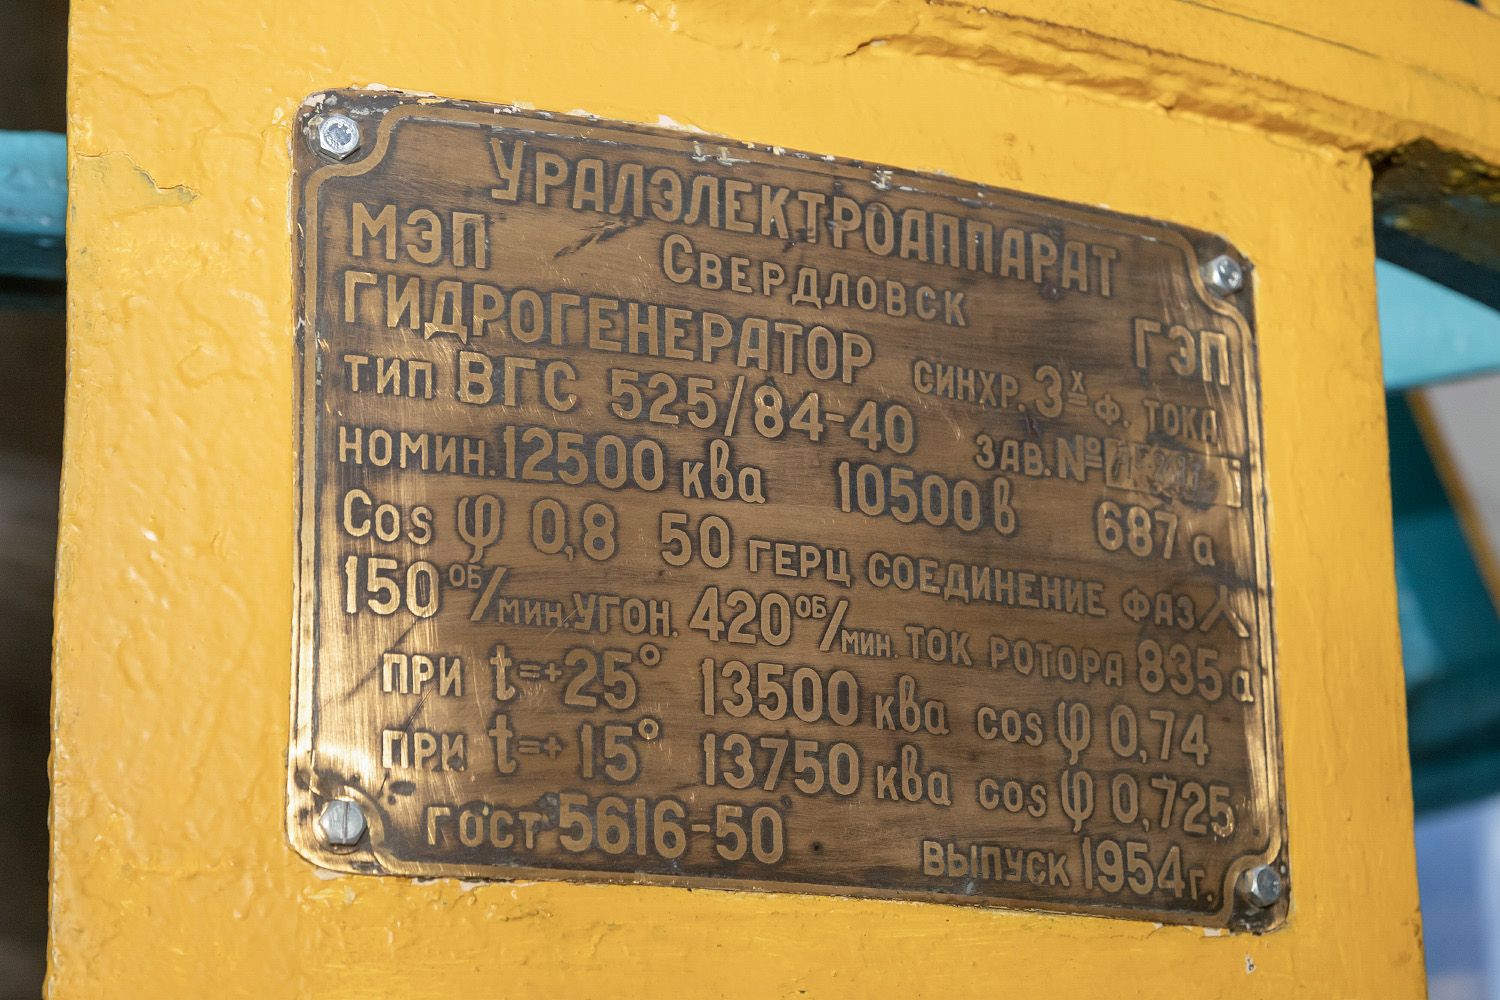 УРАЛЭЛЕКТРОАППАРАТ
МЭП СВЕРДЛОВСК ГЭП
ГИДРОГЕНЕРАТОР СИНХР. 3х Ф. ТОКА
ТИП ВГС 525/84-40 ЗАВ. №
НОМИН. 12500 ква 10500 в 687 а
Cos φ 0,8 50 ГЕРЦ СОЕДИНЕНИЕ ФАЗ
150 ОБ/МИН. УГОН. 420 ОБ/МИН. ТОК РОТОРА 835 а
ПРИ t=+25° 13500 ква cos φ 0,74
ПРИ t=+15° 13750 ква cos φ 0,725
ГОСТ 5616-50 ВЫПУСК 1954 г.